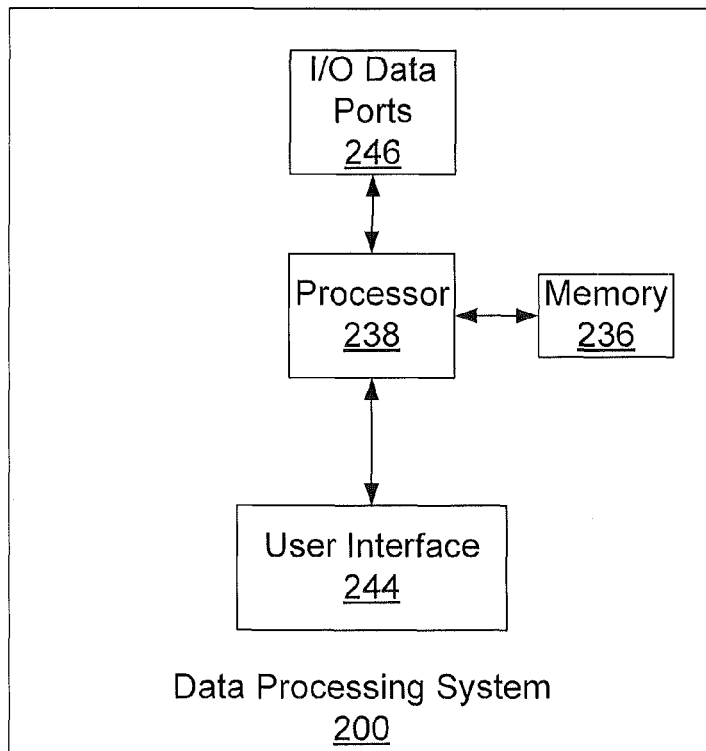 I/O Data
Ports
246
Processor
238
Memory
236
User Interface
244
Data Processing System
200